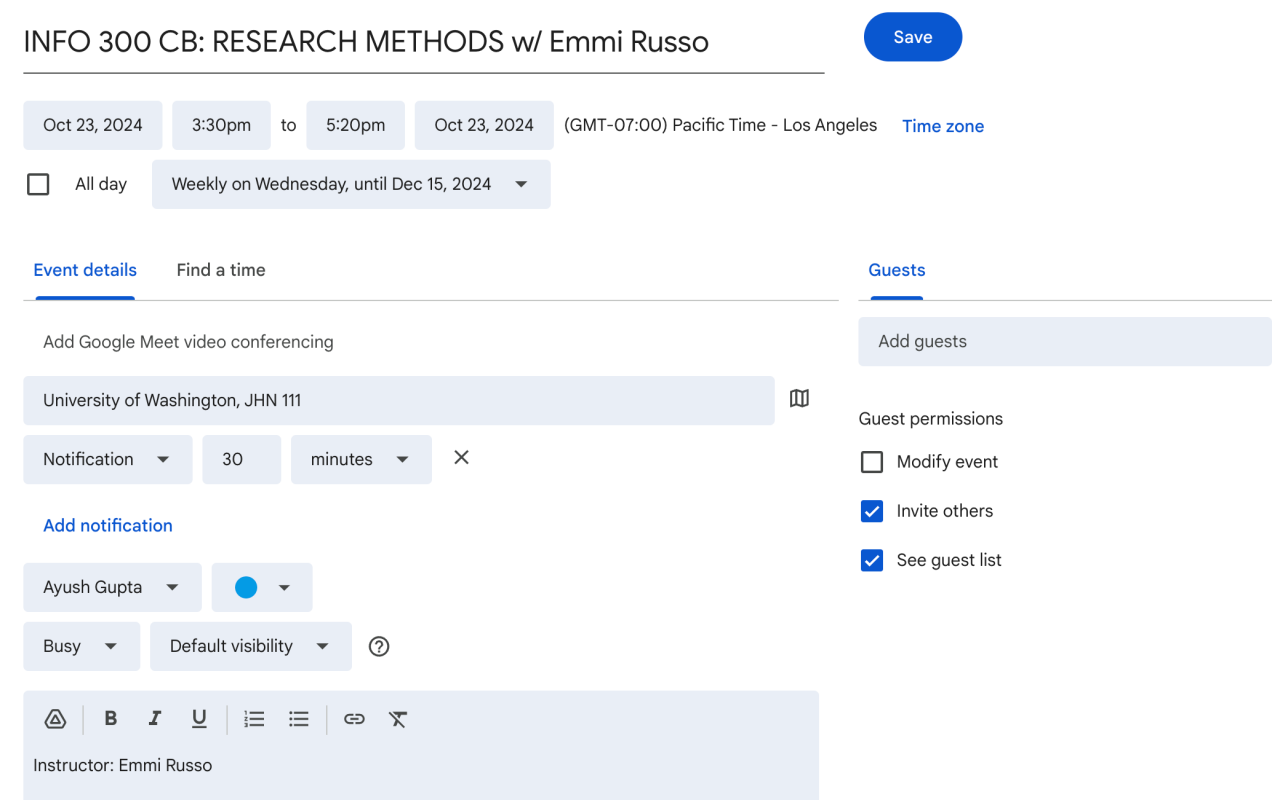 INFO 300 CB: RESEARCH METHODS w/ Emmi Russo
Save
Oct 23, 2024 3:30pm to 5:20pm Oct 23, 2024 (GMT-07:00) Pacific Time - Los Angeles Time zone
All day Weekly on Wednesday, until Dec 15, 2024
Event details Find a time
Add Google Meet video conferencing
University of Washington, JHN 111
Notification 30 minutes
Add notification
Ayush Gupta
Busy Default visibility
B I U
Instructor: Emmi Russo
Guests
Add guests
Guest permissions
Modify event
Invite others
See guest list